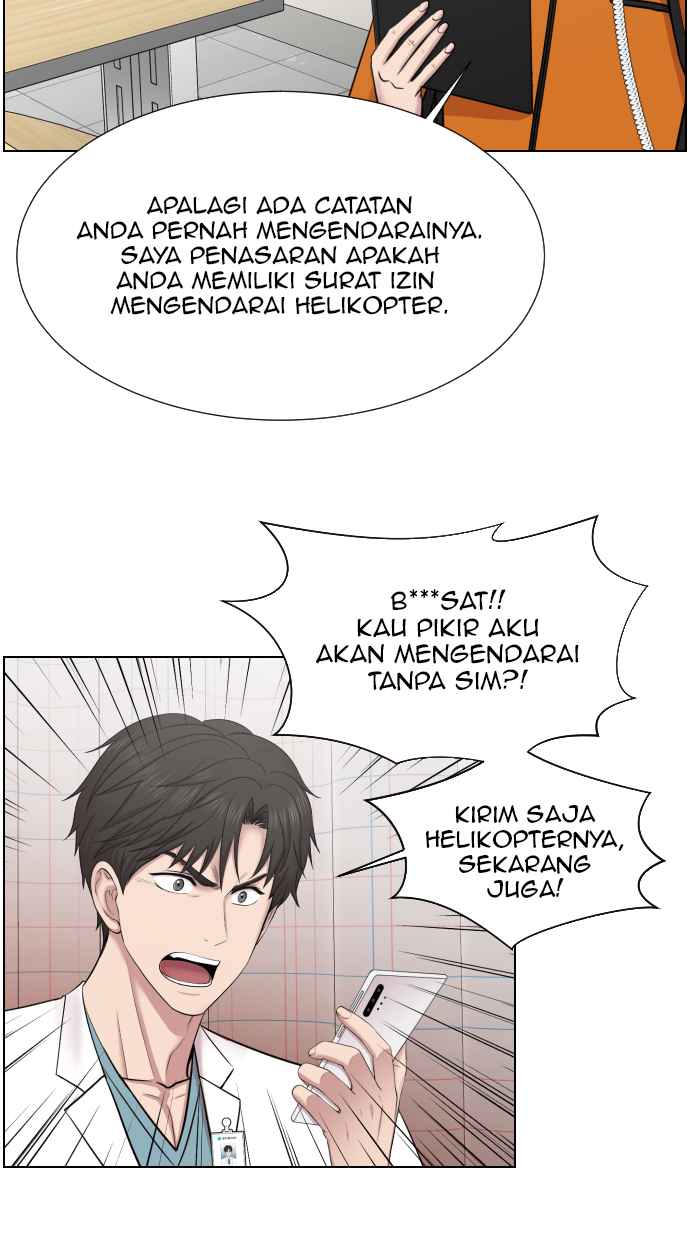 APALAGI ADA CATATAN
ANDA PERNAH MENGENDARAINYA.
SAYA PENASARAN APAKAH
ANDA MEMILIKI SURAT IZIN
MENGENDARAI HELIKOPTER.
B***SAT!!
KAU PIKIR AKU
AKAN MENGENDARAI
TANPA SIM?!
KIRIM SAJA
HELIKOPTERNYA,
SEKARANG
JUGA!